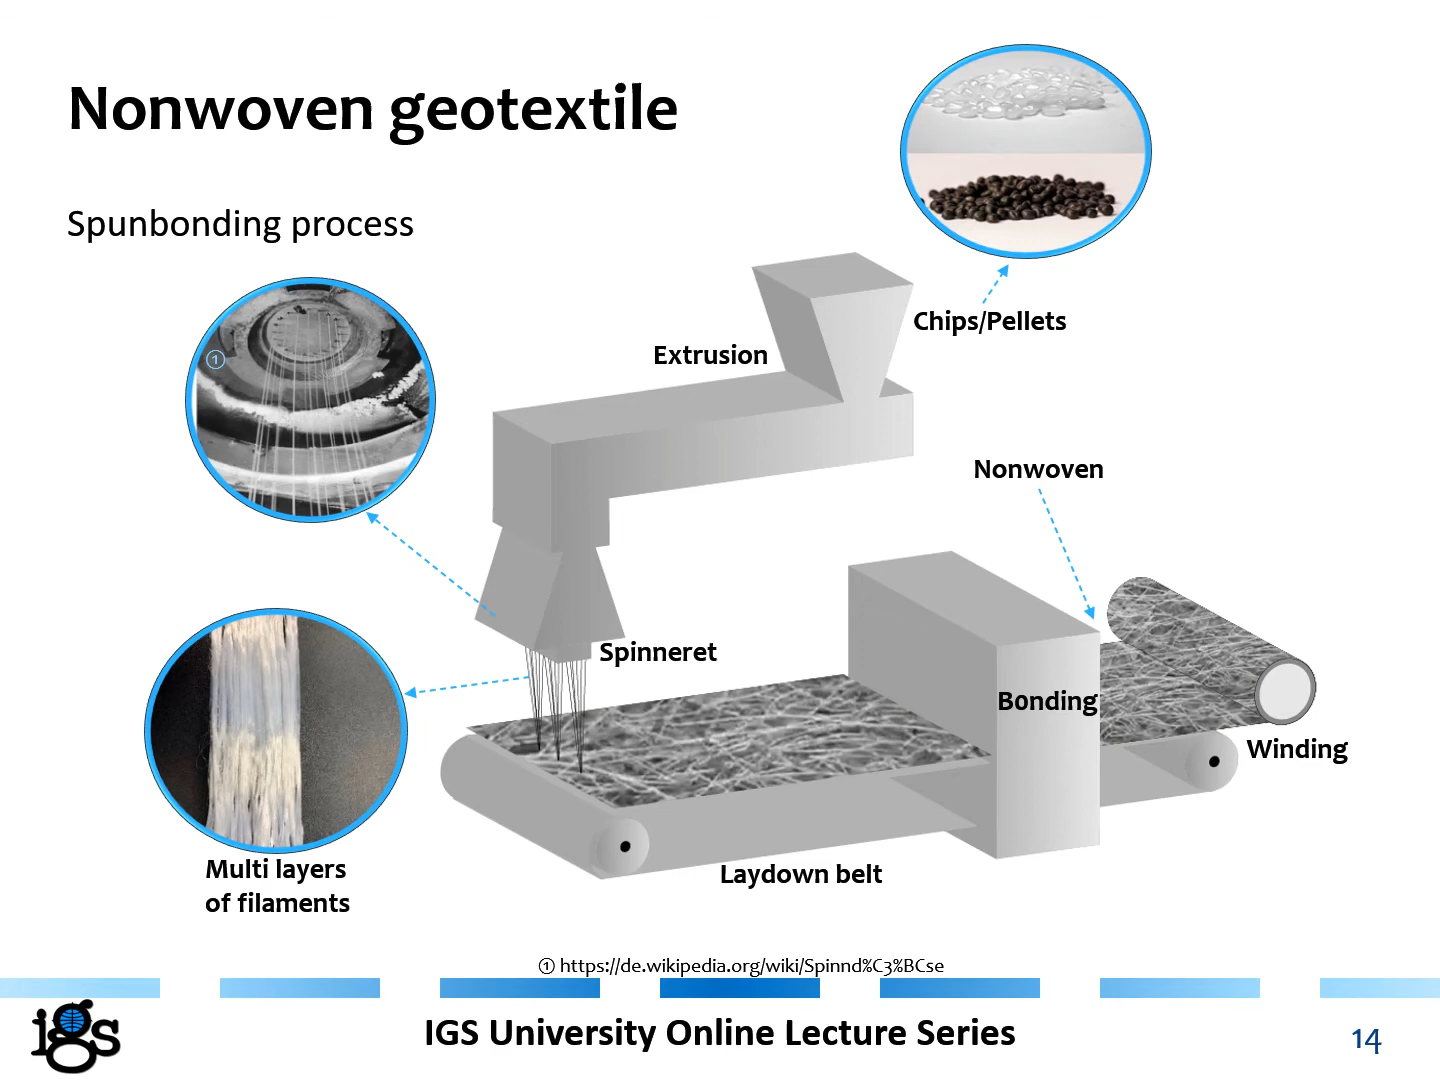 Nonwoven geotextile
Spunbonding process
Chips/Pellets
Extrusion
①
Nonwoven
Spinneret
Bonding
Winding
Multi layers
of filaments
Laydown belt
① https://de.wikipedia.org/wiki/Spinnd%C3%BCse
igs
IGS University Online Lecture Series
14